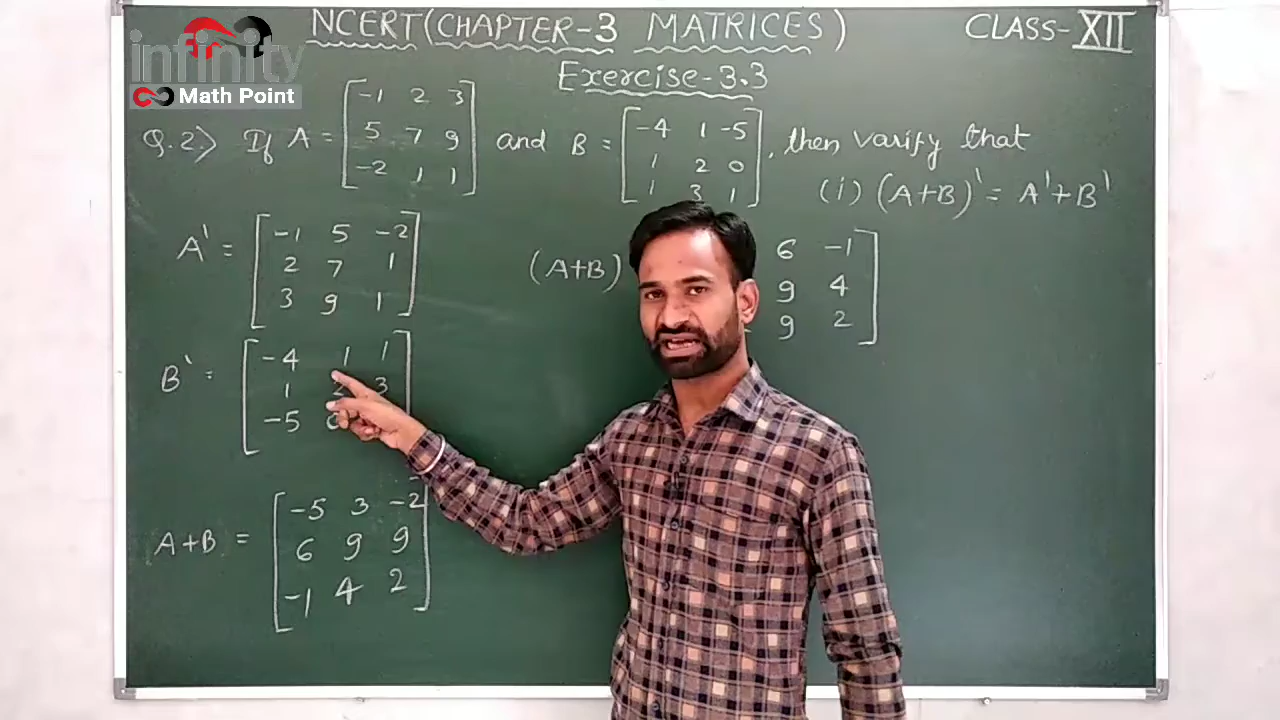 NCERT (CHAPTER-3 MATRICES) CLASS-XII
infinity
Math Point
Exercise-3.3
Q.2> If A = [-1 2 3
5 7 9
-2 1 1] and B = [-4 1 -5
1 2 0
1 3 1], then varify that
(i) (A+B)' = A'+B'
A' = [-1 5 -2
2 7 1
3 9 1]
(A+B) 6 -1
9 4
9 2]
B' = [-4 1 1
1 2 3
-5
A+B = [-5 3 -2
6 9 9
-1 4 2]